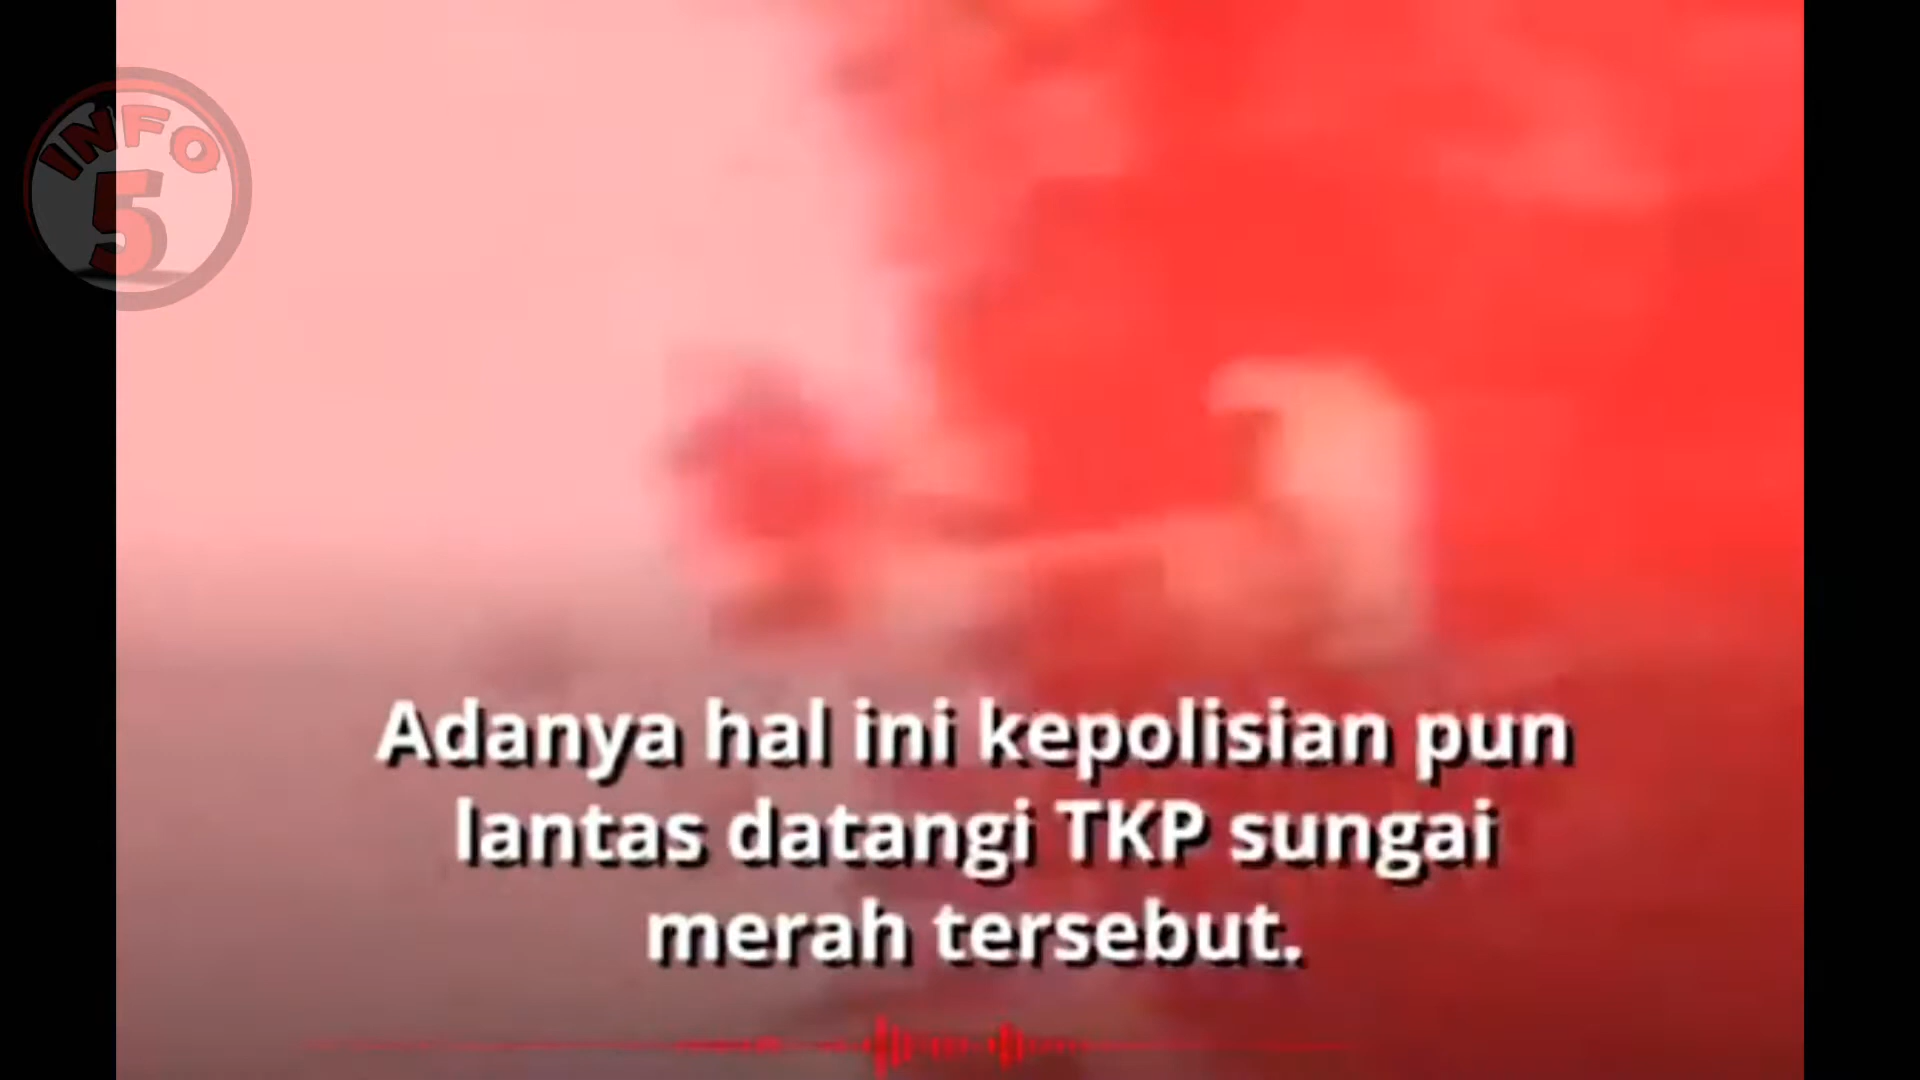 INFO
5
Adanya hal ini kepolisian pun
lantas datangi TKP sungai
merah tersebut.